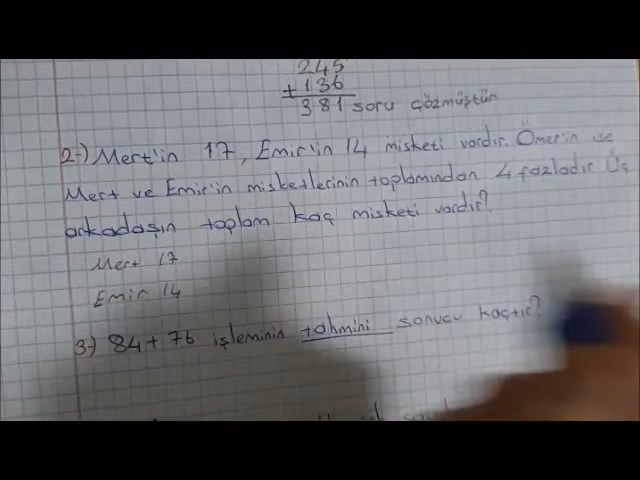 245
+136
381 soru çözmüştür
2-) Mert'in 17, Emir'in 14 misketi vardır. Ömer'in ise
Mert ve Emir'in misketlerinin toplamından 4 fazladır. Üç
arkadaşın toplam kaç misketi vardır?
Mert 17
Emir 14
3-) 84+76 işleminin tahmini sonucu kaçtır?